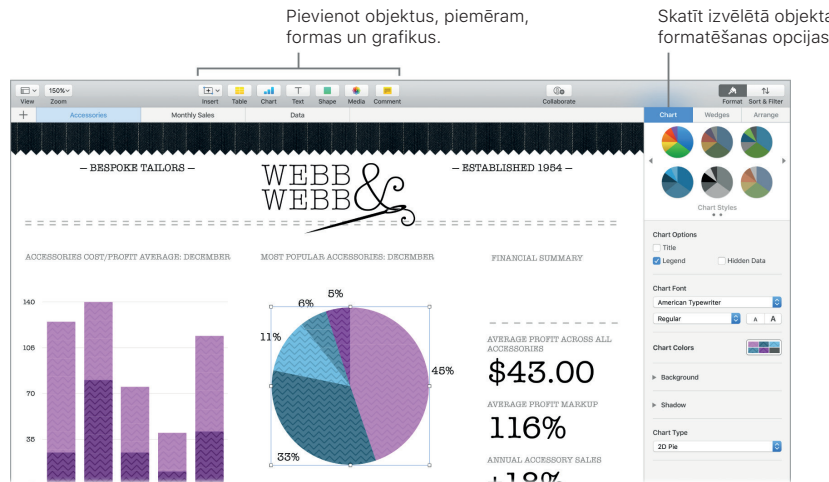 Pievienot objektus, piemēram,
formas un grafikus.
Skatīt izvēlētā objekta
formatēšanas opcijas
150%
View Zoom Insert Table Chart Text Shape Media Comment Collaborate Format Sort & Filter
Accessories Monthly Sales Data
Chart Wedges Arrange
– BESPOKE TAILORS –
WEBB &
WEBB
– ESTABLISHED 1954 –
Chart Styles
Chart Options
Title
Legend Hidden Data
Chart Font
American Typewriter
Regular A A
Chart Colors
Background
Shadow
Chart Type
2D Pie
ACCESSORIES COST/PROFIT AVERAGE: DECEMBER
140
105
70
35
MOST POPULAR ACCESSORIES: DECEMBER
5%
6%
11%
45%
33%
FINANCIAL SUMMARY
AVERAGE PROFIT ACROSS ALL
ACCESSORIES
$43.00
AVERAGE PROFIT MARKUP
116%
ANNUAL ACCESSORY SALES